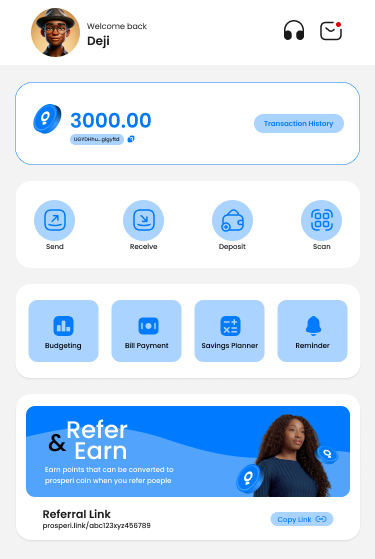 Welcome back
Deji
3000.00
Transaction History
UGYDHhu...gigyfld
Send
Receive
Deposit
Scan
Budgeting
Bill Payment
Savings Planner
Reminder
Refer
& Earn
Earn points that can be converted to
prosperi coin when you refer poeple
Referral Link
prosperi.link/abc123xyz456789
Copy Link